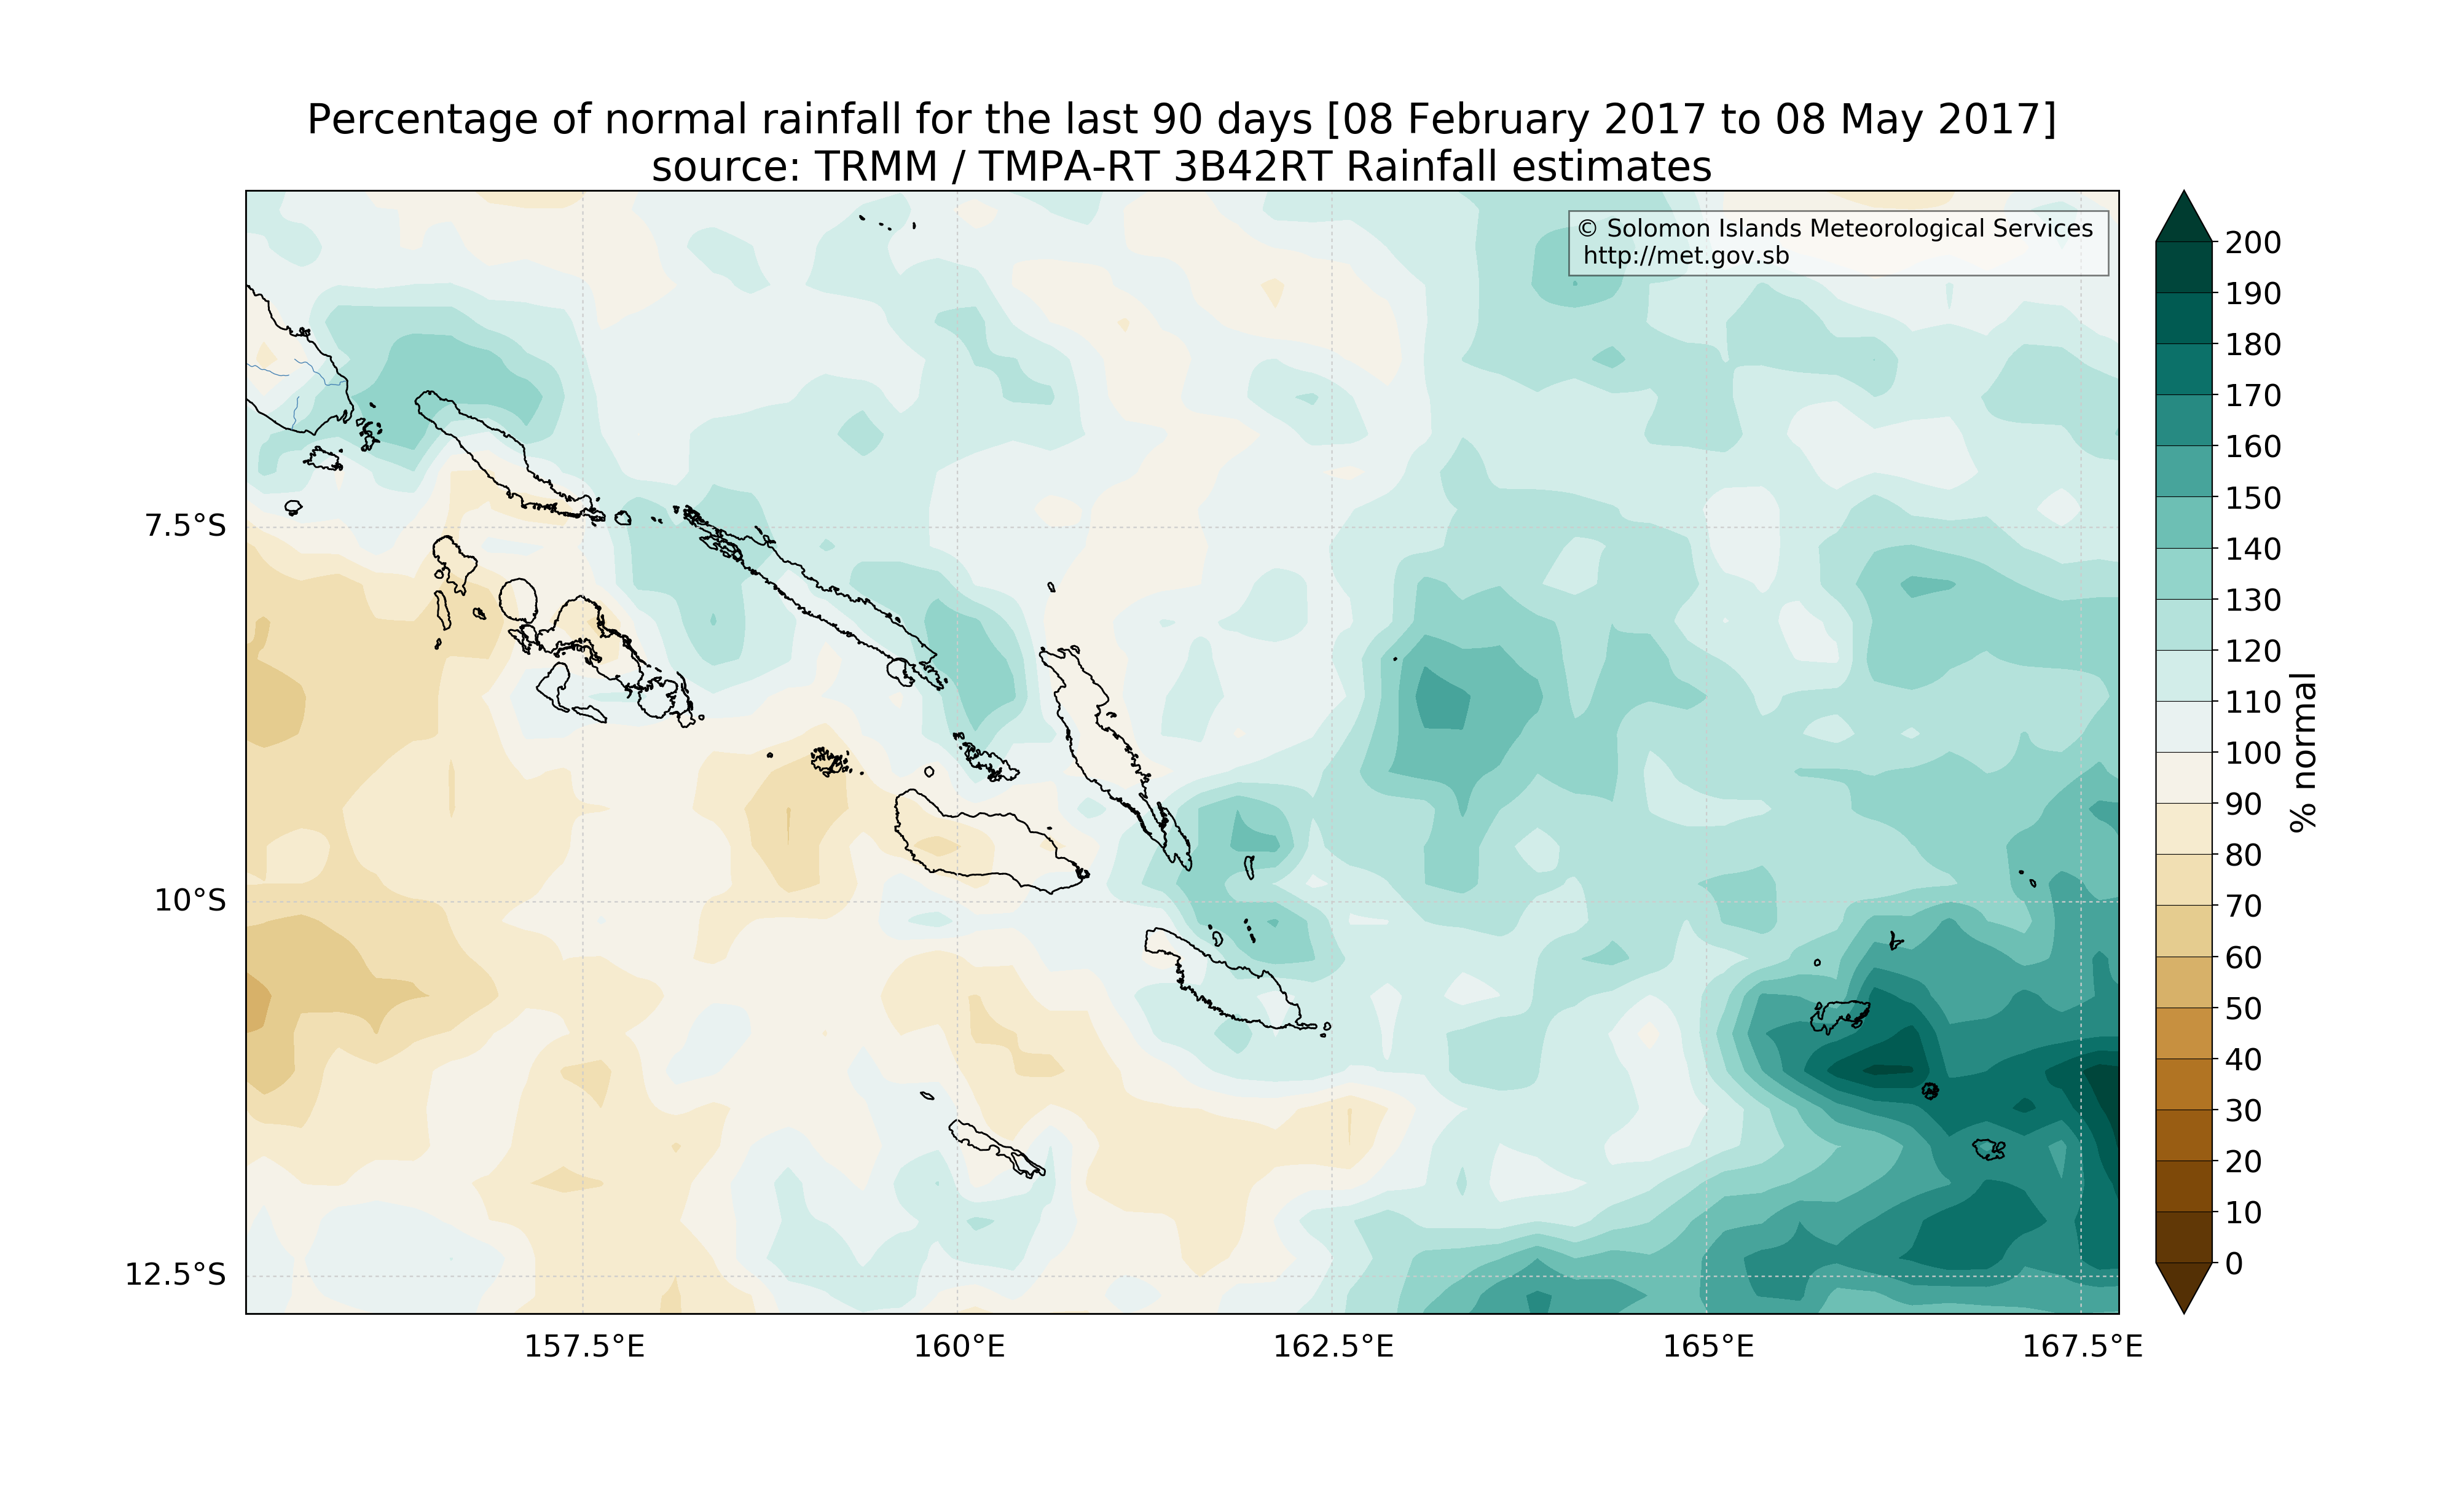 Percentage of normal rainfall for the last 90 days [08 February 2017 to 08 May 2017]
source: TRMM / TMPA-RT 3B42RT Rainfall estimates
© Solomon Islands Meteorological Services
http://met.gov.sb
7.5°S
10°S
12.5°S
157.5°E
160°E
162.5°E
165°E
167.5°E
200
190
180
170
160
150
140
130
120
110
100
90
80
70
60
50
40
30
20
10
0
% normal